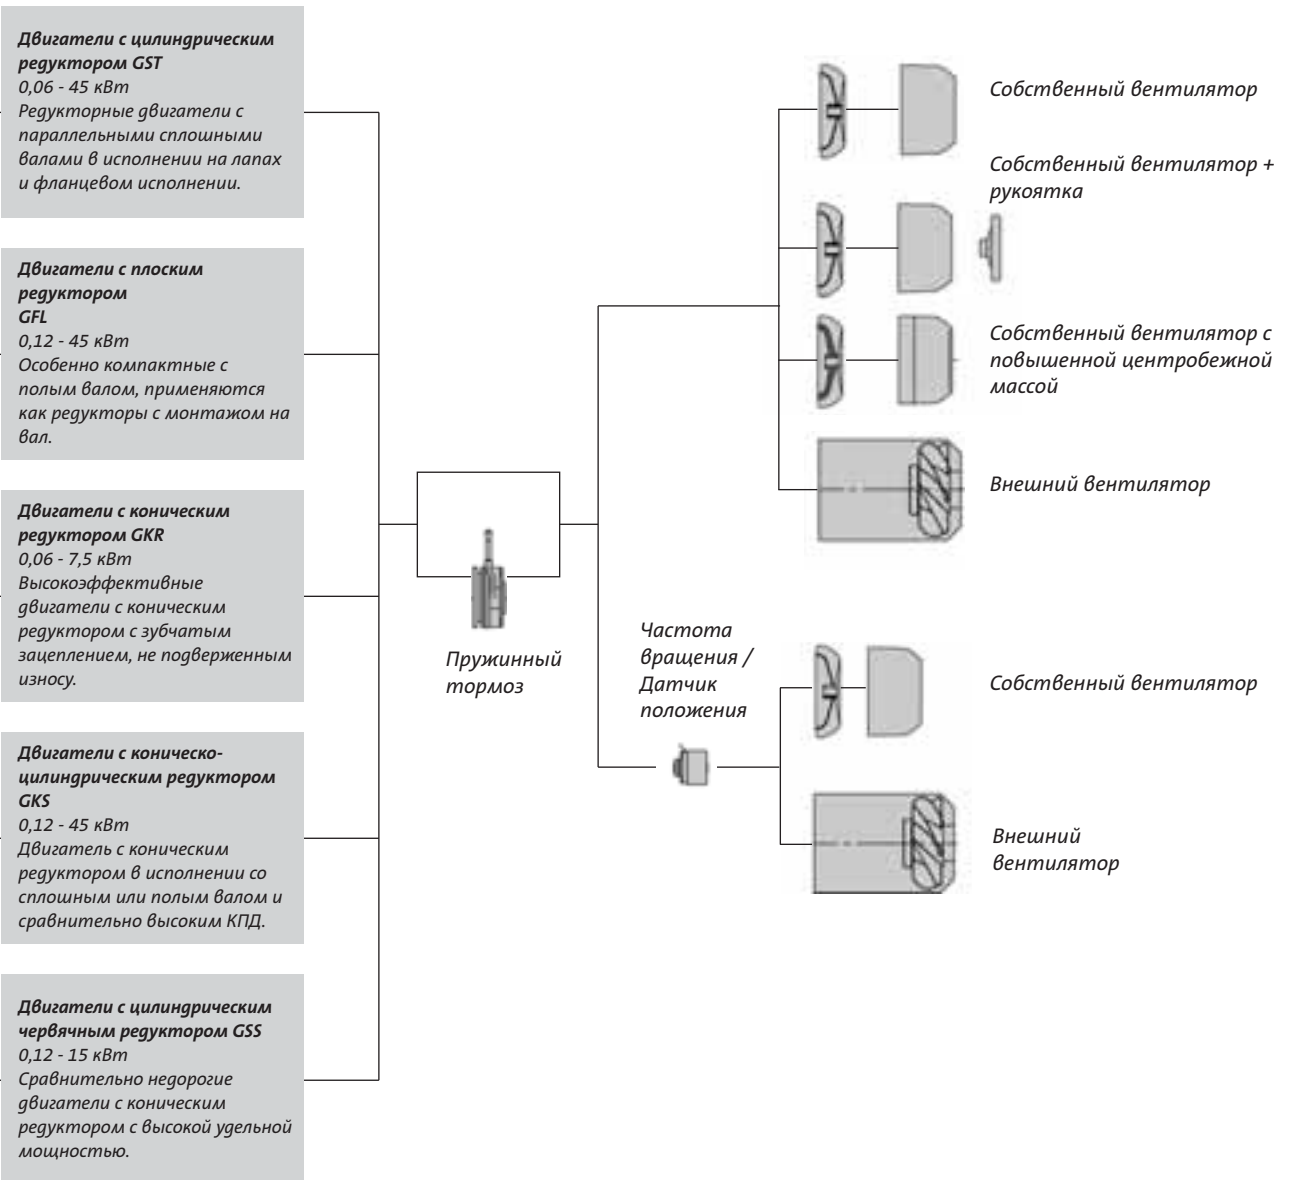 Двигатели с цилиндрическим
редуктором GST
0,06 - 45 кВт
Редукторные двигатели с
параллельными сплошными
валами в исполнении на лапах
и фланцевом исполнении.
Двигатели с плоским
редуктором
GFL
0,12 - 45 кВт
Особенно компактные с
полым валом, применяются
как редукторы с монтажом на
вал.
Двигатели с коническим
редуктором GKR
0,06 - 7,5 кВт
Высокоэффективные
двигатели с коническим
редуктором с зубчатым
зацеплением, не подверженным
износу.
Двигатели с коническо-
цилиндрическим редуктором
GKS
0,12 - 45 кВт
Двигатель с коническим
редуктором в исполнении со
сплошным или полым валом и
сравнительно высоким КПД.
Двигатели с цилиндрическим
червячным редуктором GSS
0,12 - 15 кВт
Сравнительно недорогие
двигатели с коническим
редуктором с высокой удельной
мощностью.
Пружинный
тормоз
Частота
вращения /
Датчик
положения
Собственный вентилятор
Собственный вентилятор +
рукоятка
Собственный вентилятор с
повышенной центробежной
массой
Внешний вентилятор
Собственный вентилятор
Внешний
вентилятор